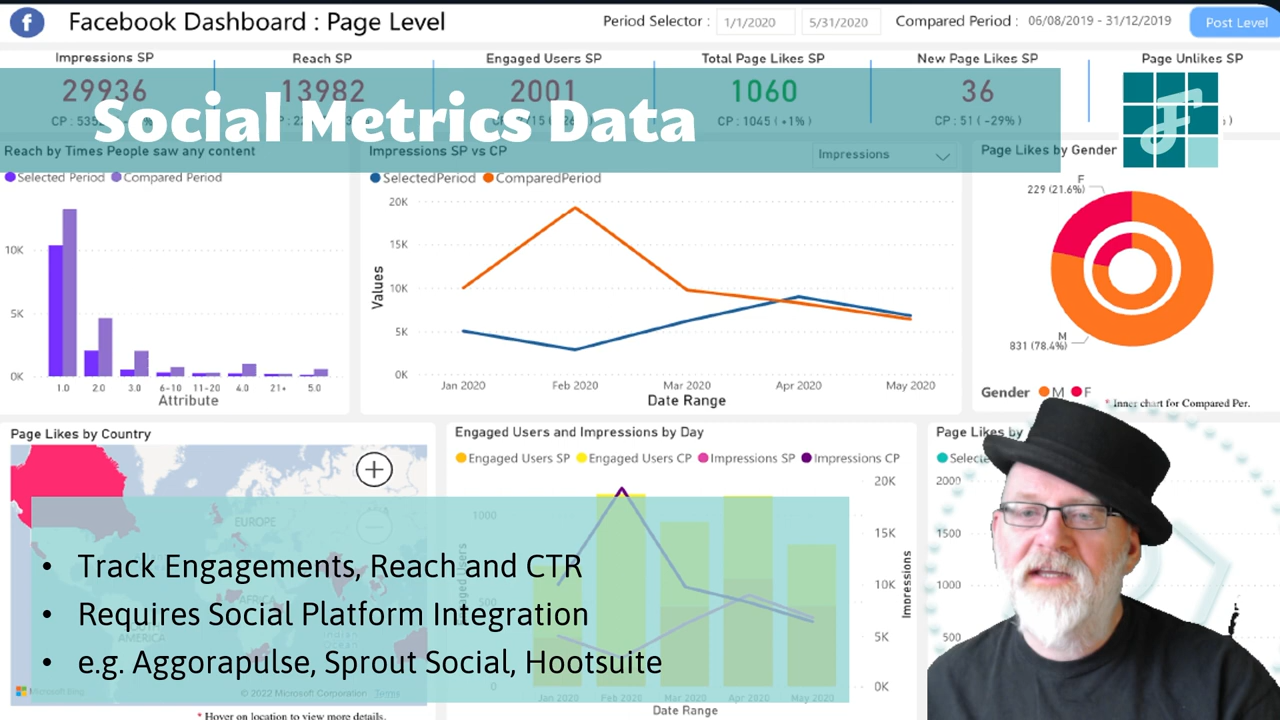 f Facebook Dashboard : Page Level
Period Selector : 1/1/2020 5/31/2020 Compared Period : 06/08/2019 - 31/12/2019 Post Level
Impressions SP Reach SP Engaged Users SP Total Page Likes SP New Page Likes SP Page Unlikes SP
29936 13982 2001 1060 36
CP : 1045 ( +1% ) CP : 51 ( -29% )
Social Metrics Data
Reach by Times People saw any content
Selected Period Compared Period
10K
5K
0K
1.0 2.0 3.0 6-10 11-20 4.0 21+ 5.0
Attribute
Impressions SP vs CP Impressions
SelectedPeriod ComparedPeriod
20K
15K
10K
5K
0K
Values
Jan 2020 Feb 2020 Mar 2020 Apr 2020 May 2020
Date Range
Page Likes by Gender
F
229 (21.6%)
M
831 (78.4%)
Gender M F
* Inner chart for Compared Per.
Page Likes by Country
EUROPE
AFRICA
AMERICA
Indian
Microsoft Bing
© 2022 Microsoft Corporation Terms
* Hover on location to view more details.
Engaged Users and Impressions by Day
Engaged Users SP Engaged Users CP Impressions SP Impressions CP
1000
500
0
20K
15K
10K
5K
0K
Impressions
Jan 2020 Feb 2020 Mar 2020 Apr 2020 May 2020
Date Range
Page Likes by
2000
1500
1000
500
• Track Engagements, Reach and CTR
• Requires Social Platform Integration
• e.g. Aggorapulse, Sprout Social, Hootsuite